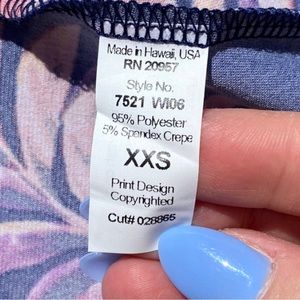 Made in Hawaii, USA
RN 20957
Style No.
7521 WI06
95% Polyester
5% Spandex Crepe
XXS
Print Design
Copyrighted
Cut# 028865